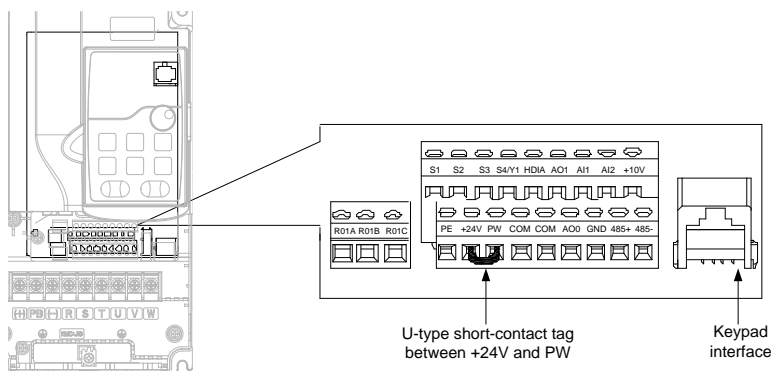 S1 S2 S3 S4/Y1 HDIA AO1 AI1 AI2 +10V
R01A R01B R01C
PE +24V PW COM COM AO0 GND 485+ 485-
(+) PB (-) R S T U V W
U-type short-contact tag
between +24V and PW
Keypad
interface